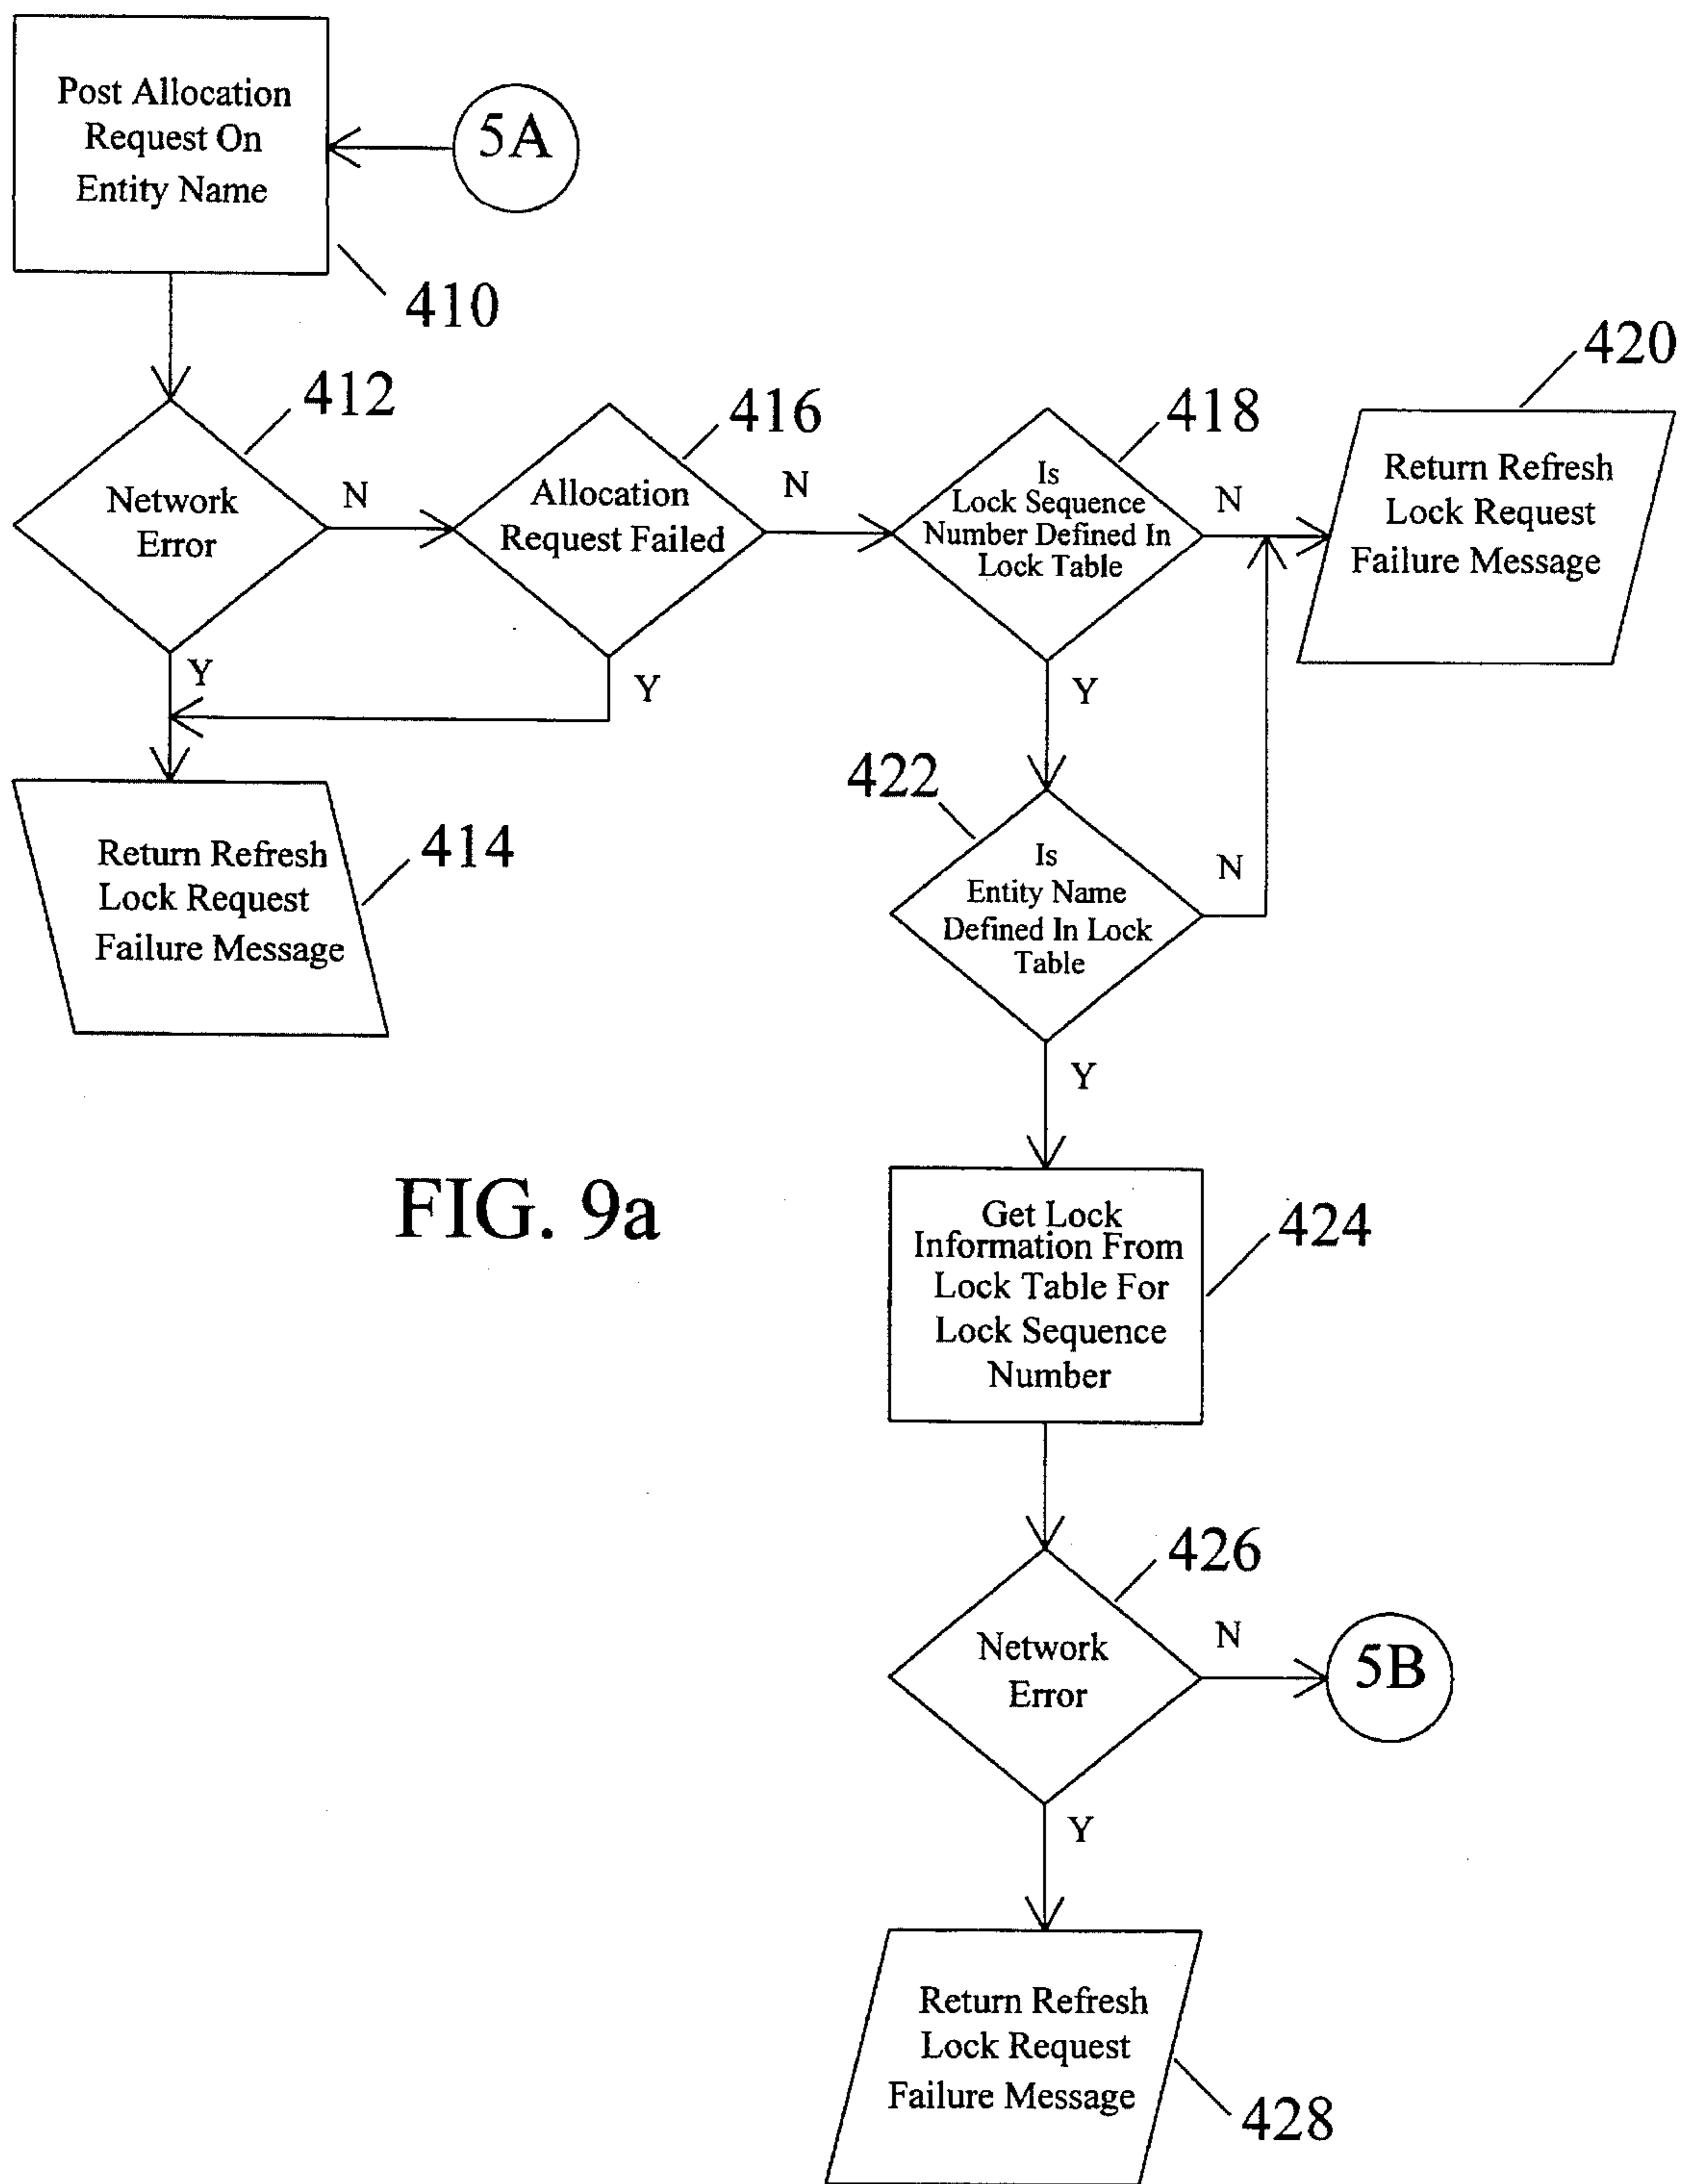 Post Allocation
Request On
Entity Name
5A
410
412
Network
Error
N
Y
416
Allocation
Request Failed
N
Y
418
Is
Lock Sequence
Number Defined In
Lock Table
N
Y
420
Return Refresh
Lock Request
Failure Message
Return Refresh
Lock Request
Failure Message
414
422
Is
Entity Name
Defined In Lock
Table
N
Y
FIG. 9a
Get Lock
Information From
Lock Table For
Lock Sequence
Number
424
426
Network
Error
N
5B
Y
Return Refresh
Lock Request
Failure Message
428